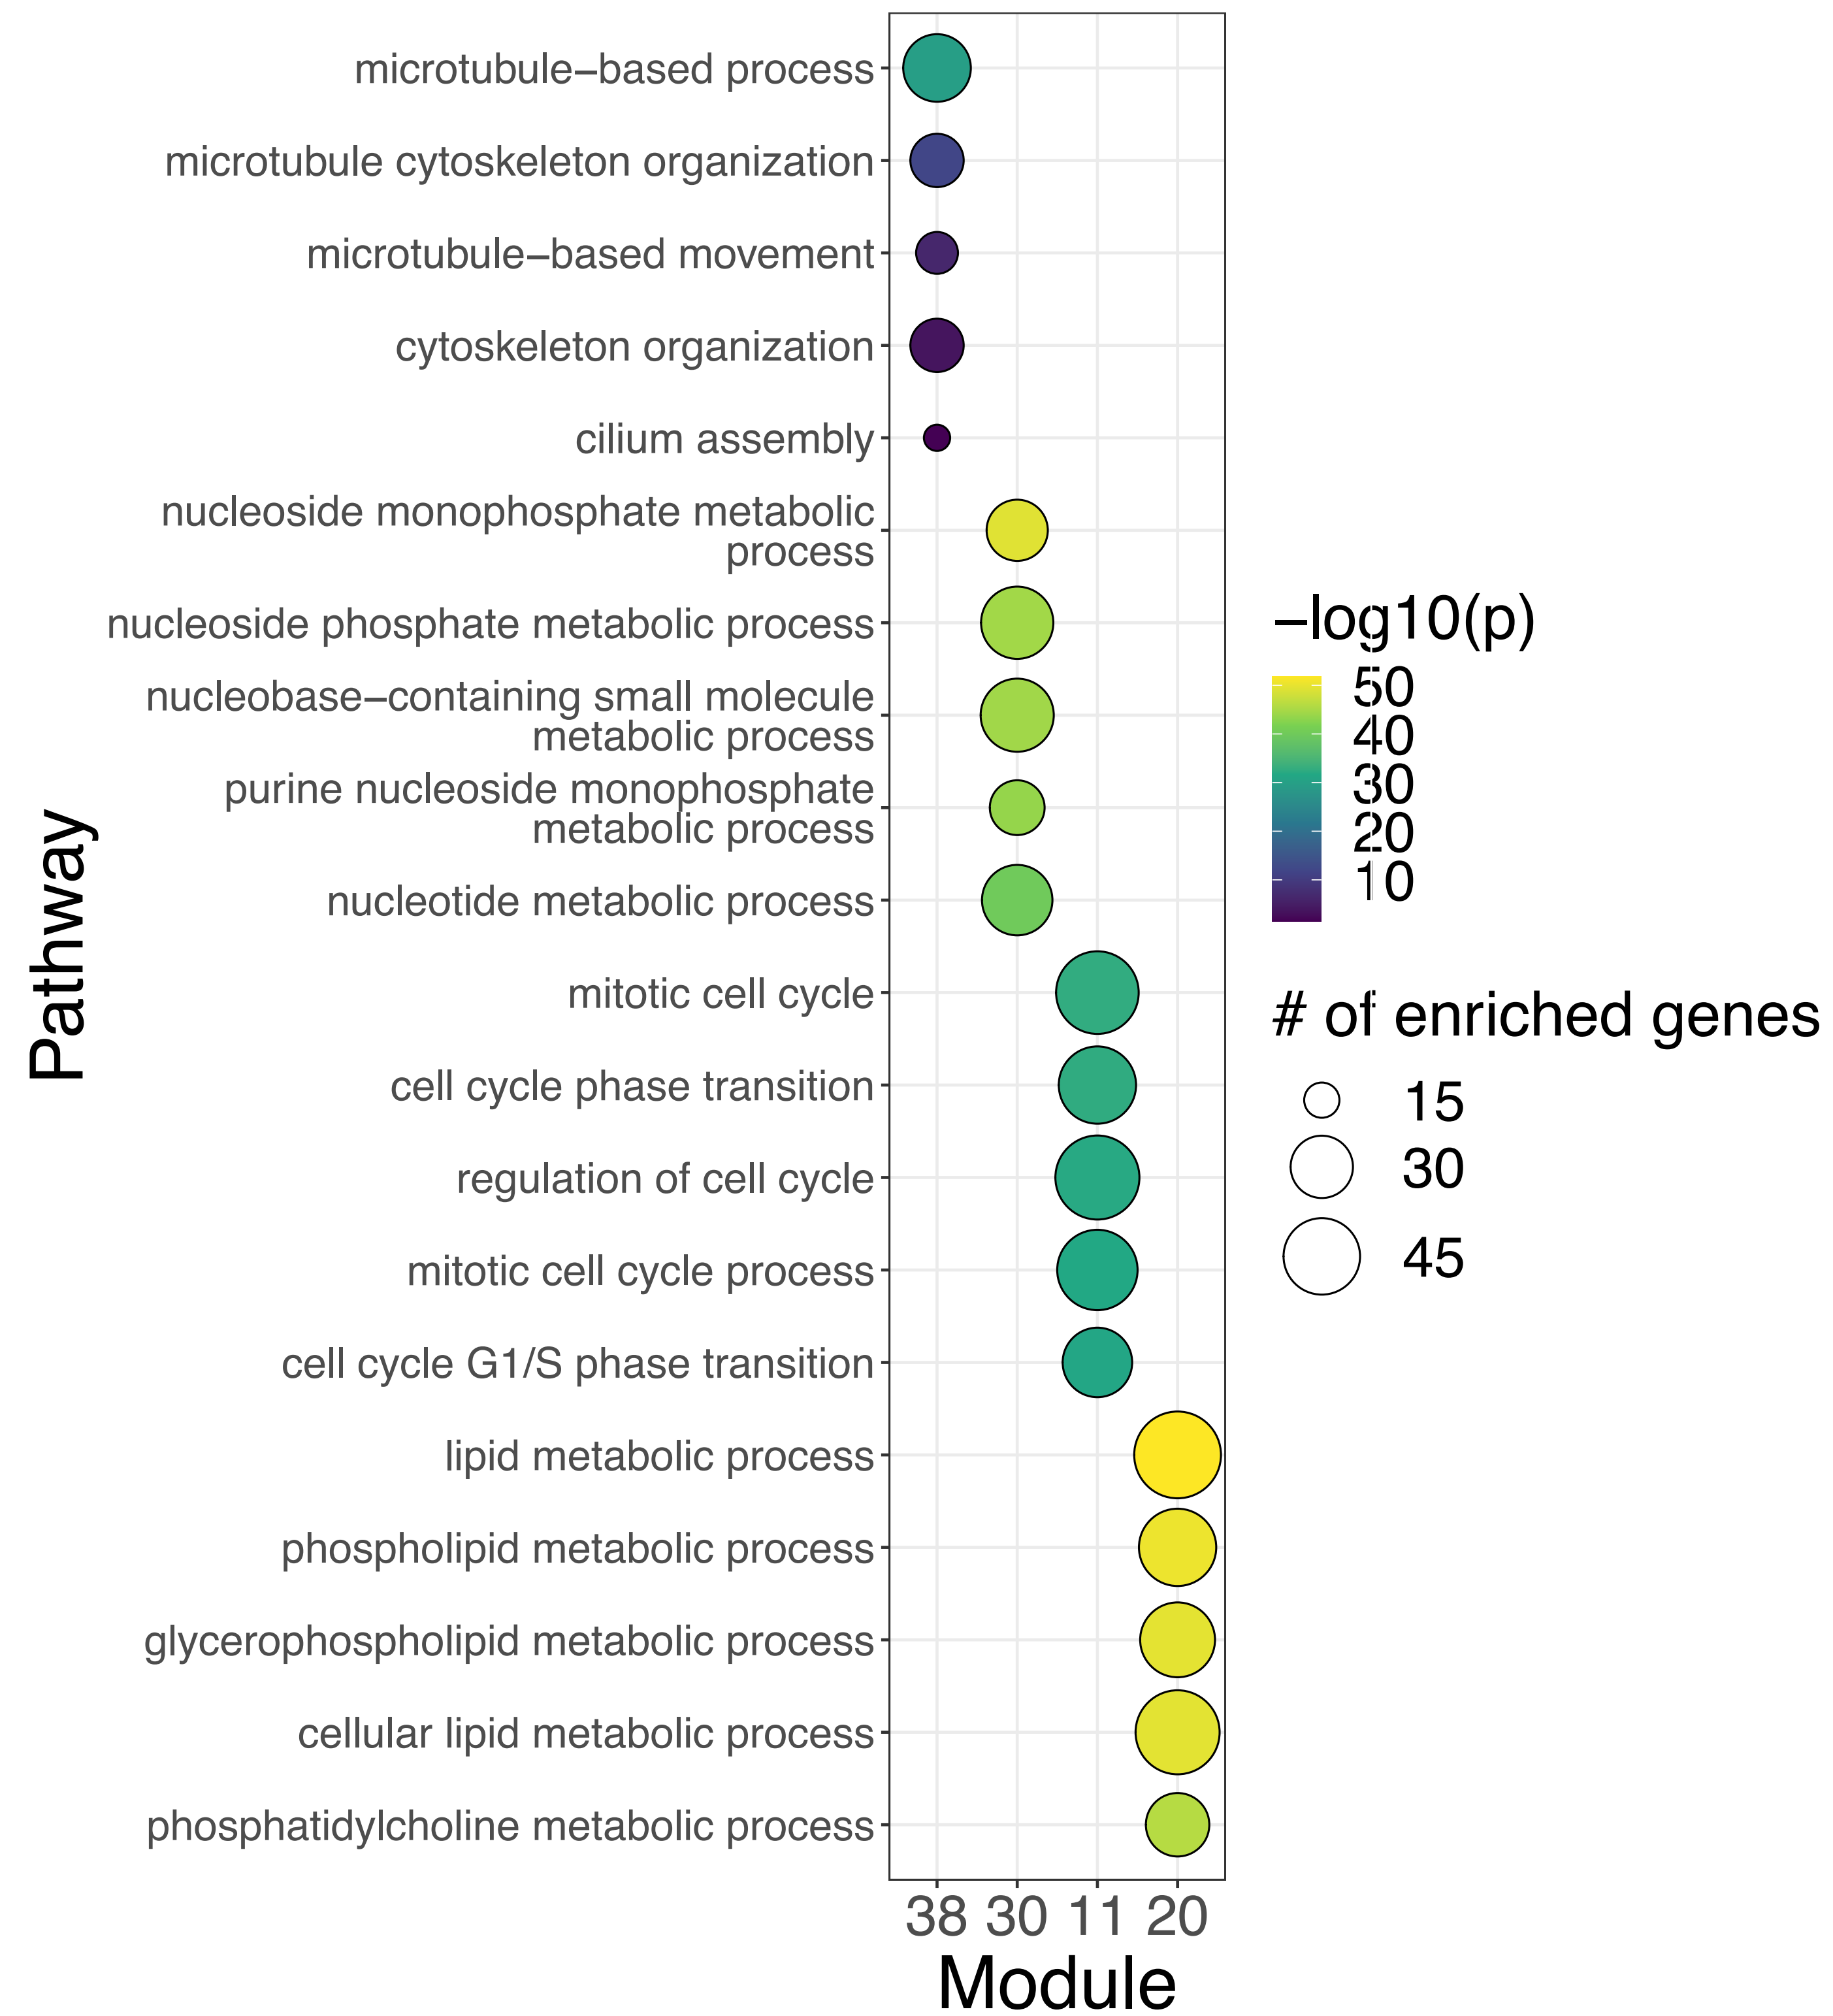 microtubule−based process
microtubule cytoskeleton organization
microtubule−based movement
cytoskeleton organization
cilium assembly
nucleoside monophosphate metabolic
process
nucleoside phosphate metabolic process
nucleobase−containing small molecule
metabolic process
purine nucleoside monophosphate
metabolic process
nucleotide metabolic process
mitotic cell cycle
cell cycle phase transition
regulation of cell cycle
mitotic cell cycle process
cell cycle G1/S phase transition
lipid metabolic process
phospholipid metabolic process
glycerophospholipid metabolic process
cellular lipid metabolic process
phosphatidylcholine metabolic process
Pathway
38 30 11 20
Module
−log10(p)
50
40
30
20
10
# of enriched genes
15
30
45